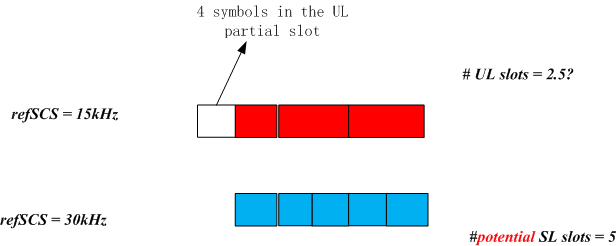 4 symbols in the UL
partial slot
# UL slots = 2.5?
refSCS = 15kHz
refSCS = 30kHz
#potential SL slots = 5